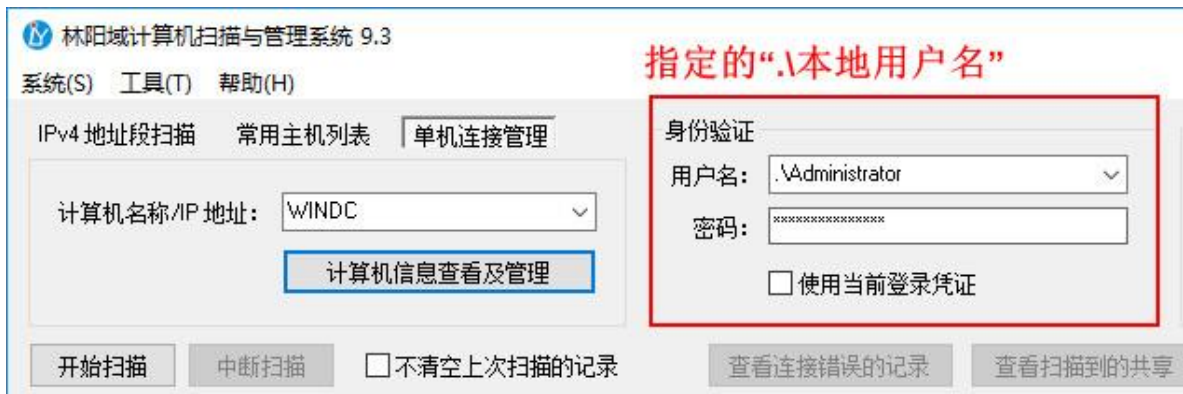 林阳域计算机扫描与管理系统 9.3
指定的“.\本地用户名”
系统(S) 工具(T) 帮助(H)
IPv4 地址段扫描 常用主机列表 单机连接管理
身份验证
用户名: .\Administrator
计算机名称/IP 地址: WINDC
密码: ***************
计算机信息查看及管理
使用当前登录凭证
开始扫描 中断扫描 不清空上次扫描的记录 查看连接错误的记录 查看扫描到的共享